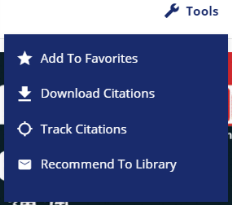 Tools
Add To Favorites
Download Citations
Track Citations
Recommend To Library